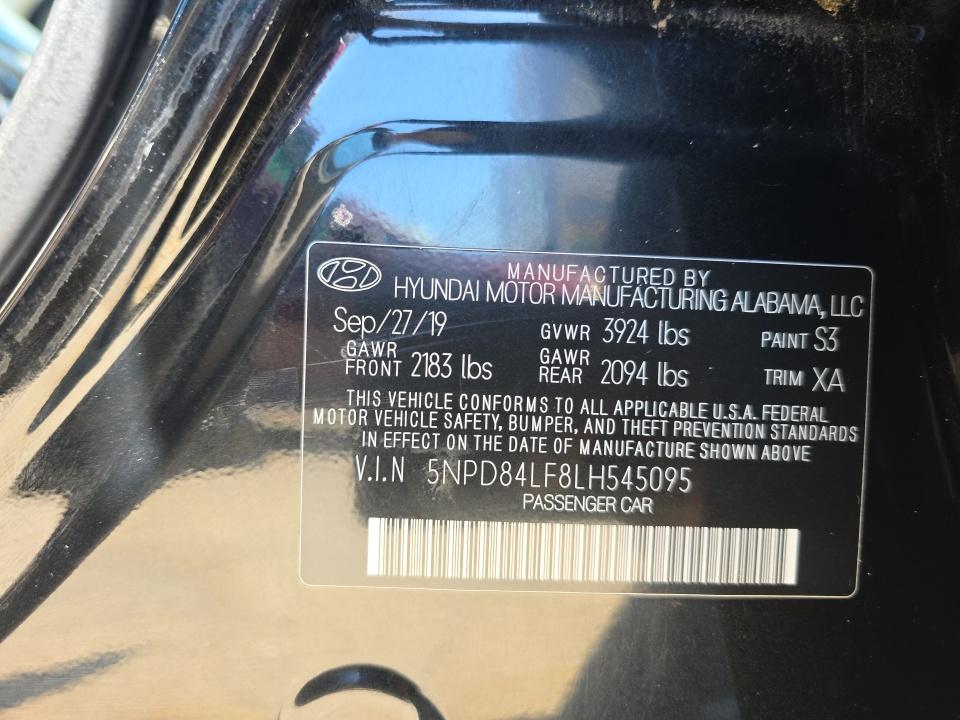 MANUFACTURED BY
HYUNDAI MOTOR MANUFACTURING ALABAMA, LLC
Sep/27/19 GVWR 3924 lbs PAINT S3
GAWR FRONT 2183 lbs GAWR REAR 2094 lbs TRIM XA
THIS VEHICLE CONFORMS TO ALL APPLICABLE U.S.A. FEDERAL
MOTOR VEHICLE SAFETY, BUMPER, AND THEFT PREVENTION STANDARDS
IN EFFECT ON THE DATE OF MANUFACTURE SHOWN ABOVE
V.I.N 5NPD84LF8LH545095
PASSENGER CAR